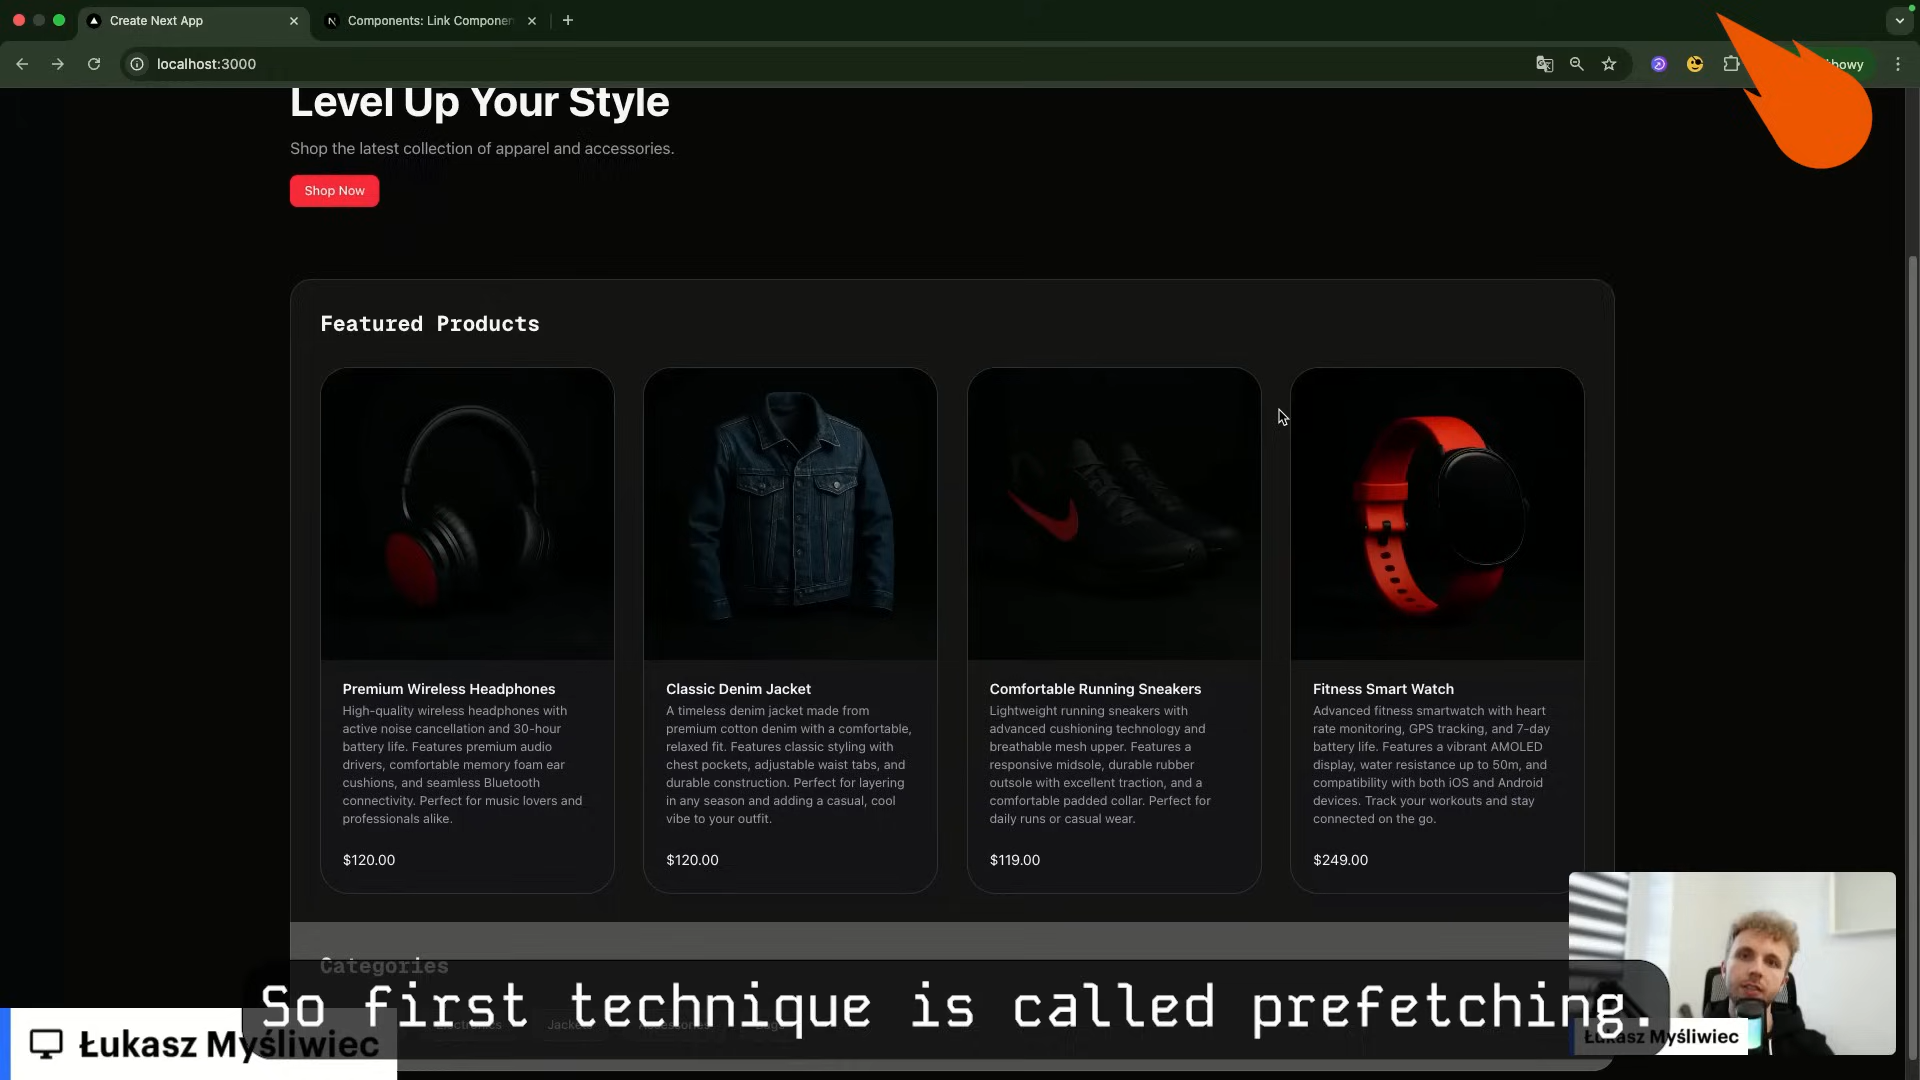 Create Next App
Components: Link Componen
localhost:3000
howy
Level Up Your Style
Shop the latest collection of apparel and accessories.
Shop Now
Featured Products
Premium Wireless Headphones
High-quality wireless headphones with
active noise cancellation and 30-hour
battery life. Features premium audio
drivers, comfortable memory foam ear
cushions, and seamless Bluetooth
connectivity. Perfect for music lovers and
professionals alike.
$120.00
Classic Denim Jacket
A timeless denim jacket made from
premium cotton denim with a comfortable,
relaxed fit. Features classic styling with
chest pockets, adjustable waist tabs, and
durable construction. Perfect for layering
in any season and adding a casual, cool
vibe to your outfit.
$120.00
Comfortable Running Sneakers
Lightweight running sneakers with
advanced cushioning technology and
breathable mesh upper. Features a
responsive midsole, durable rubber
outsole with excellent traction, and a
comfortable padded collar. Perfect for
daily runs or casual wear.
$119.00
Fitness Smart Watch
Advanced fitness smartwatch with heart
rate monitoring, GPS tracking, and 7-day
battery life. Features a vibrant AMOLED
display, water resistance up to 50m, and
compatibility with both iOS and Android
devices. Track your workouts and stay
connected on the go.
$249.00
Categories
So first technique is called prefetching.
Łukasz Myśliwiec
Łukasz Myśliwiec